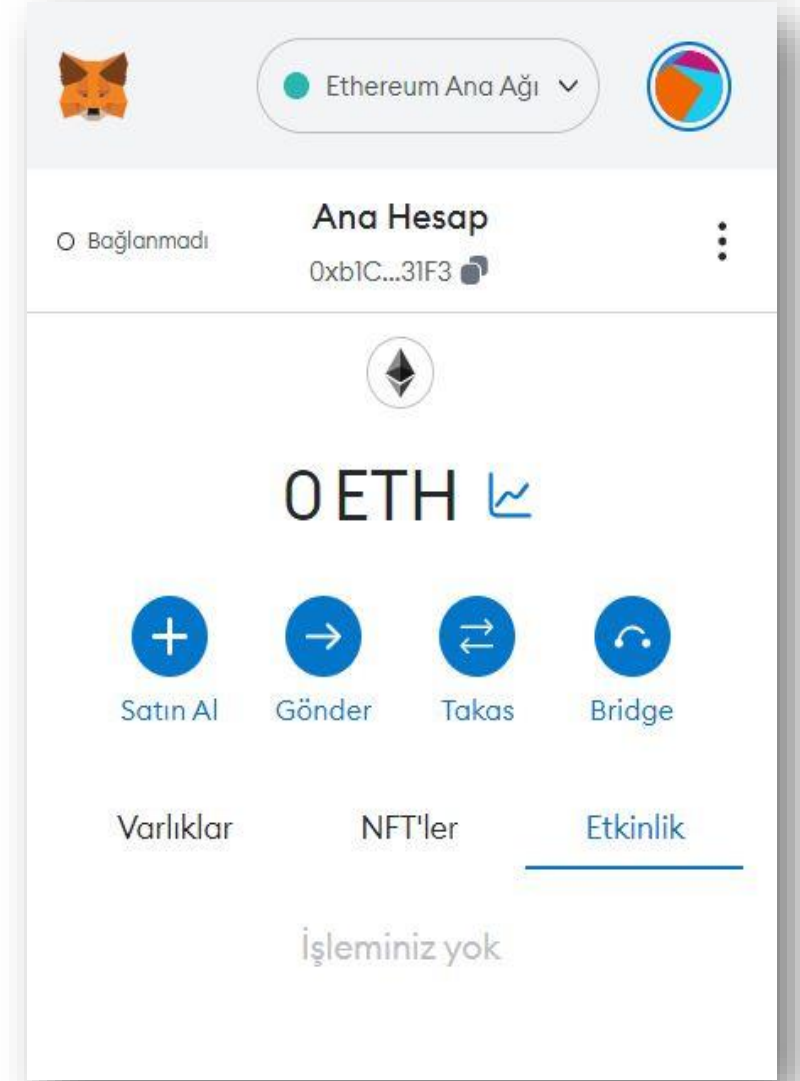 Ethereum Ana Ağı
Bağlanmadı
Ana Hesap
0xb1C...31F3
0 ETH
Satın Al Gönder Takas Bridge
Varlıklar NFT'ler Etkinlik
İşleminiz yok